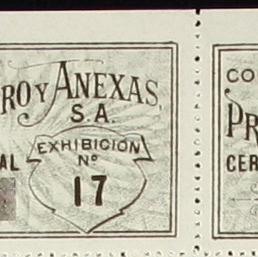 RO Y ANEXAS,
S.A.
EXHIBICION
Nº
AL
17
CO
PR
CER